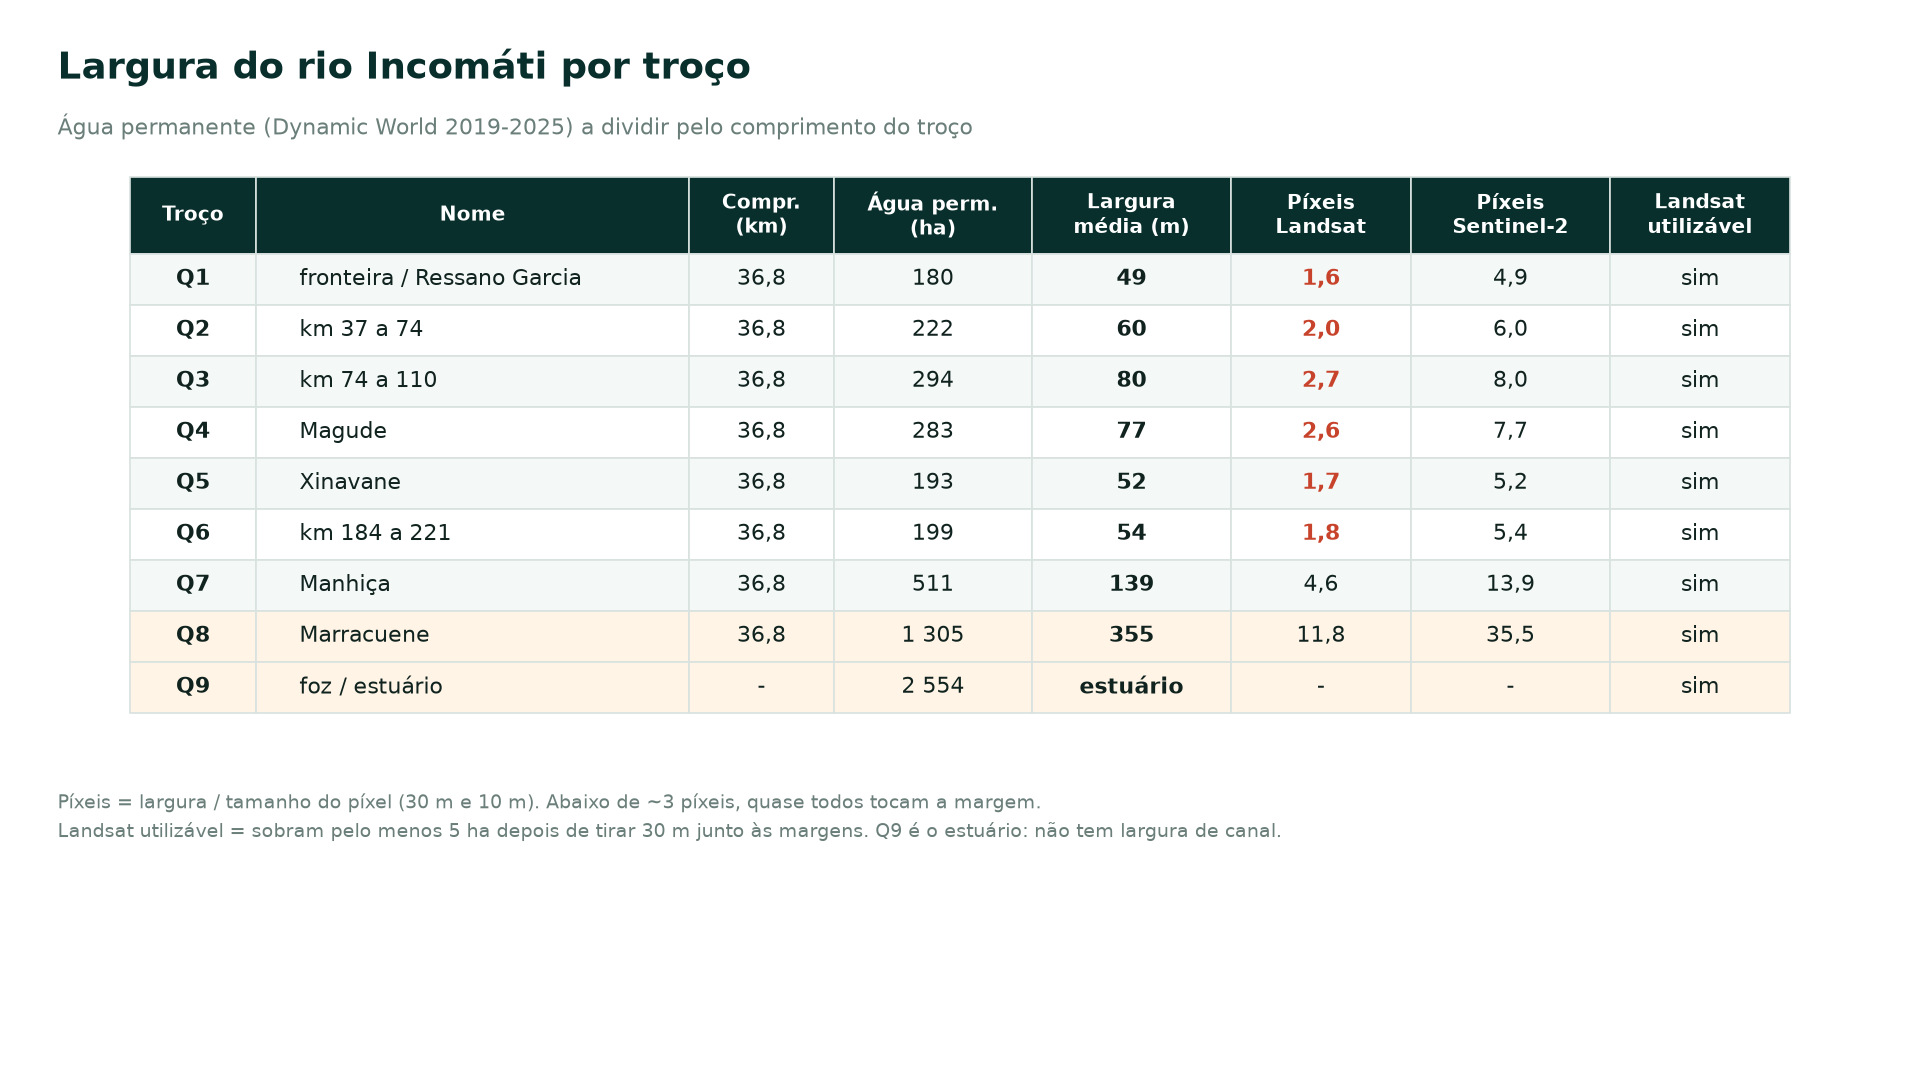 Largura do rio Incomáti por troço
Água permanente (Dynamic World 2019-2025) a dividir pelo comprimento do troço
Troço Nome Compr. (km) Água perm. (ha) Largura média (m) Píxeis Landsat Píxeis Sentinel-2 Landsat utilizável
Q1 fronteira / Ressano Garcia 36,8 180 49 1,6 4,9 sim
Q2 km 37 a 74 36,8 222 60 2,0 6,0 sim
Q3 km 74 a 110 36,8 294 80 2,7 8,0 sim
Q4 Magude 36,8 283 77 2,6 7,7 sim
Q5 Xinavane 36,8 193 52 1,7 5,2 sim
Q6 km 184 a 221 36,8 199 54 1,8 5,4 sim
Q7 Manhiça 36,8 511 139 4,6 13,9 sim
Q8 Marracuene 36,8 1 305 355 11,8 35,5 sim
Q9 foz / estuário - 2 554 estuário - - sim
Píxeis = largura / tamanho do píxel (30 m e 10 m). Abaixo de ~3 píxeis, quase todos tocam a margem.
Landsat utilizável = sobram pelo menos 5 ha depois de tirar 30 m junto às margens. Q9 é o estuário: não tem largura de canal.